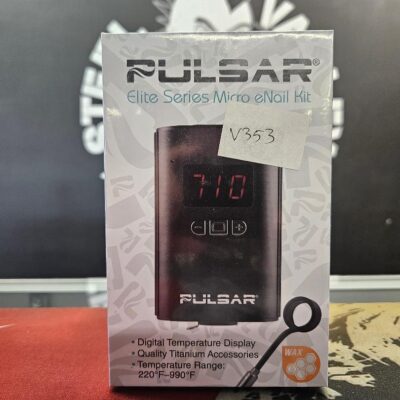 PULSAR®
Elite Series Micro eNail Kit
V353
710
PULSAR®
• Digital Temperature Display
• Quality Titanium Accessories
• Temperature Range:
220°F–990°F
WAX